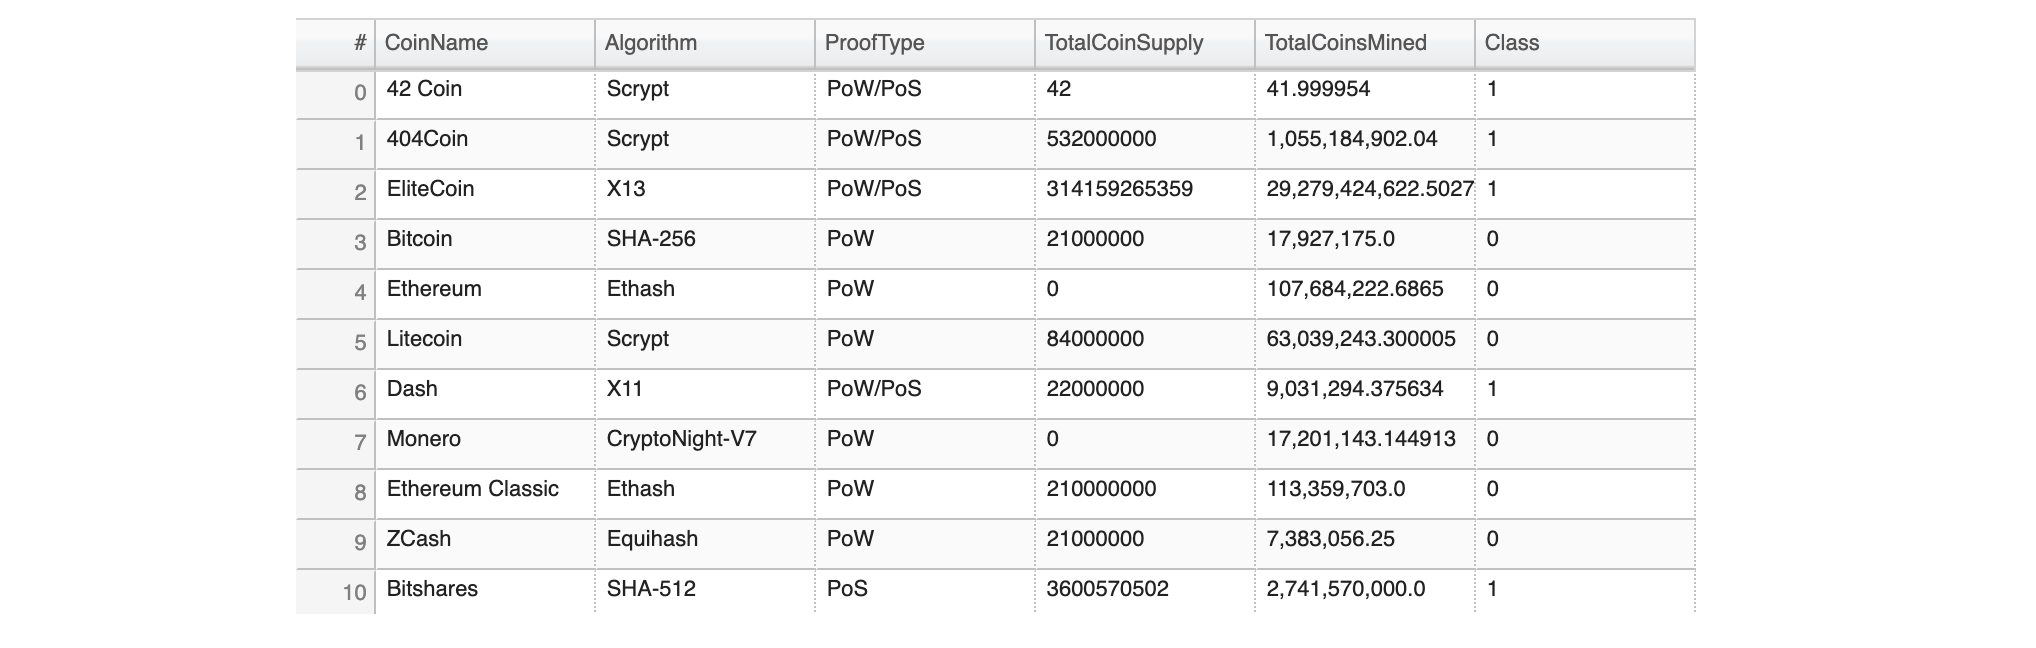 # CoinName Algorithm ProofType TotalCoinSupply TotalCoinsMined Class
0 42 Coin Scrypt PoW/PoS 42 41.999954 1
1 404Coin Scrypt PoW/PoS 532000000 1,055,184,902.04 1
2 EliteCoin X13 PoW/PoS 314159265359 29,279,424,622.5027 1
3 Bitcoin SHA-256 PoW 21000000 17,927,175.0 0
4 Ethereum Ethash PoW 0 107,684,222.6865 0
5 Litecoin Scrypt PoW 84000000 63,039,243.300005 0
6 Dash X11 PoW/PoS 22000000 9,031,294.375634 1
7 Monero CryptoNight-V7 PoW 0 17,201,143.144913 0
8 Ethereum Classic Ethash PoW 210000000 113,359,703.0 0
9 ZCash Equihash PoW 21000000 7,383,056.25 0
10 Bitshares SHA-512 PoS 3600570502 2,741,570,000.0 1